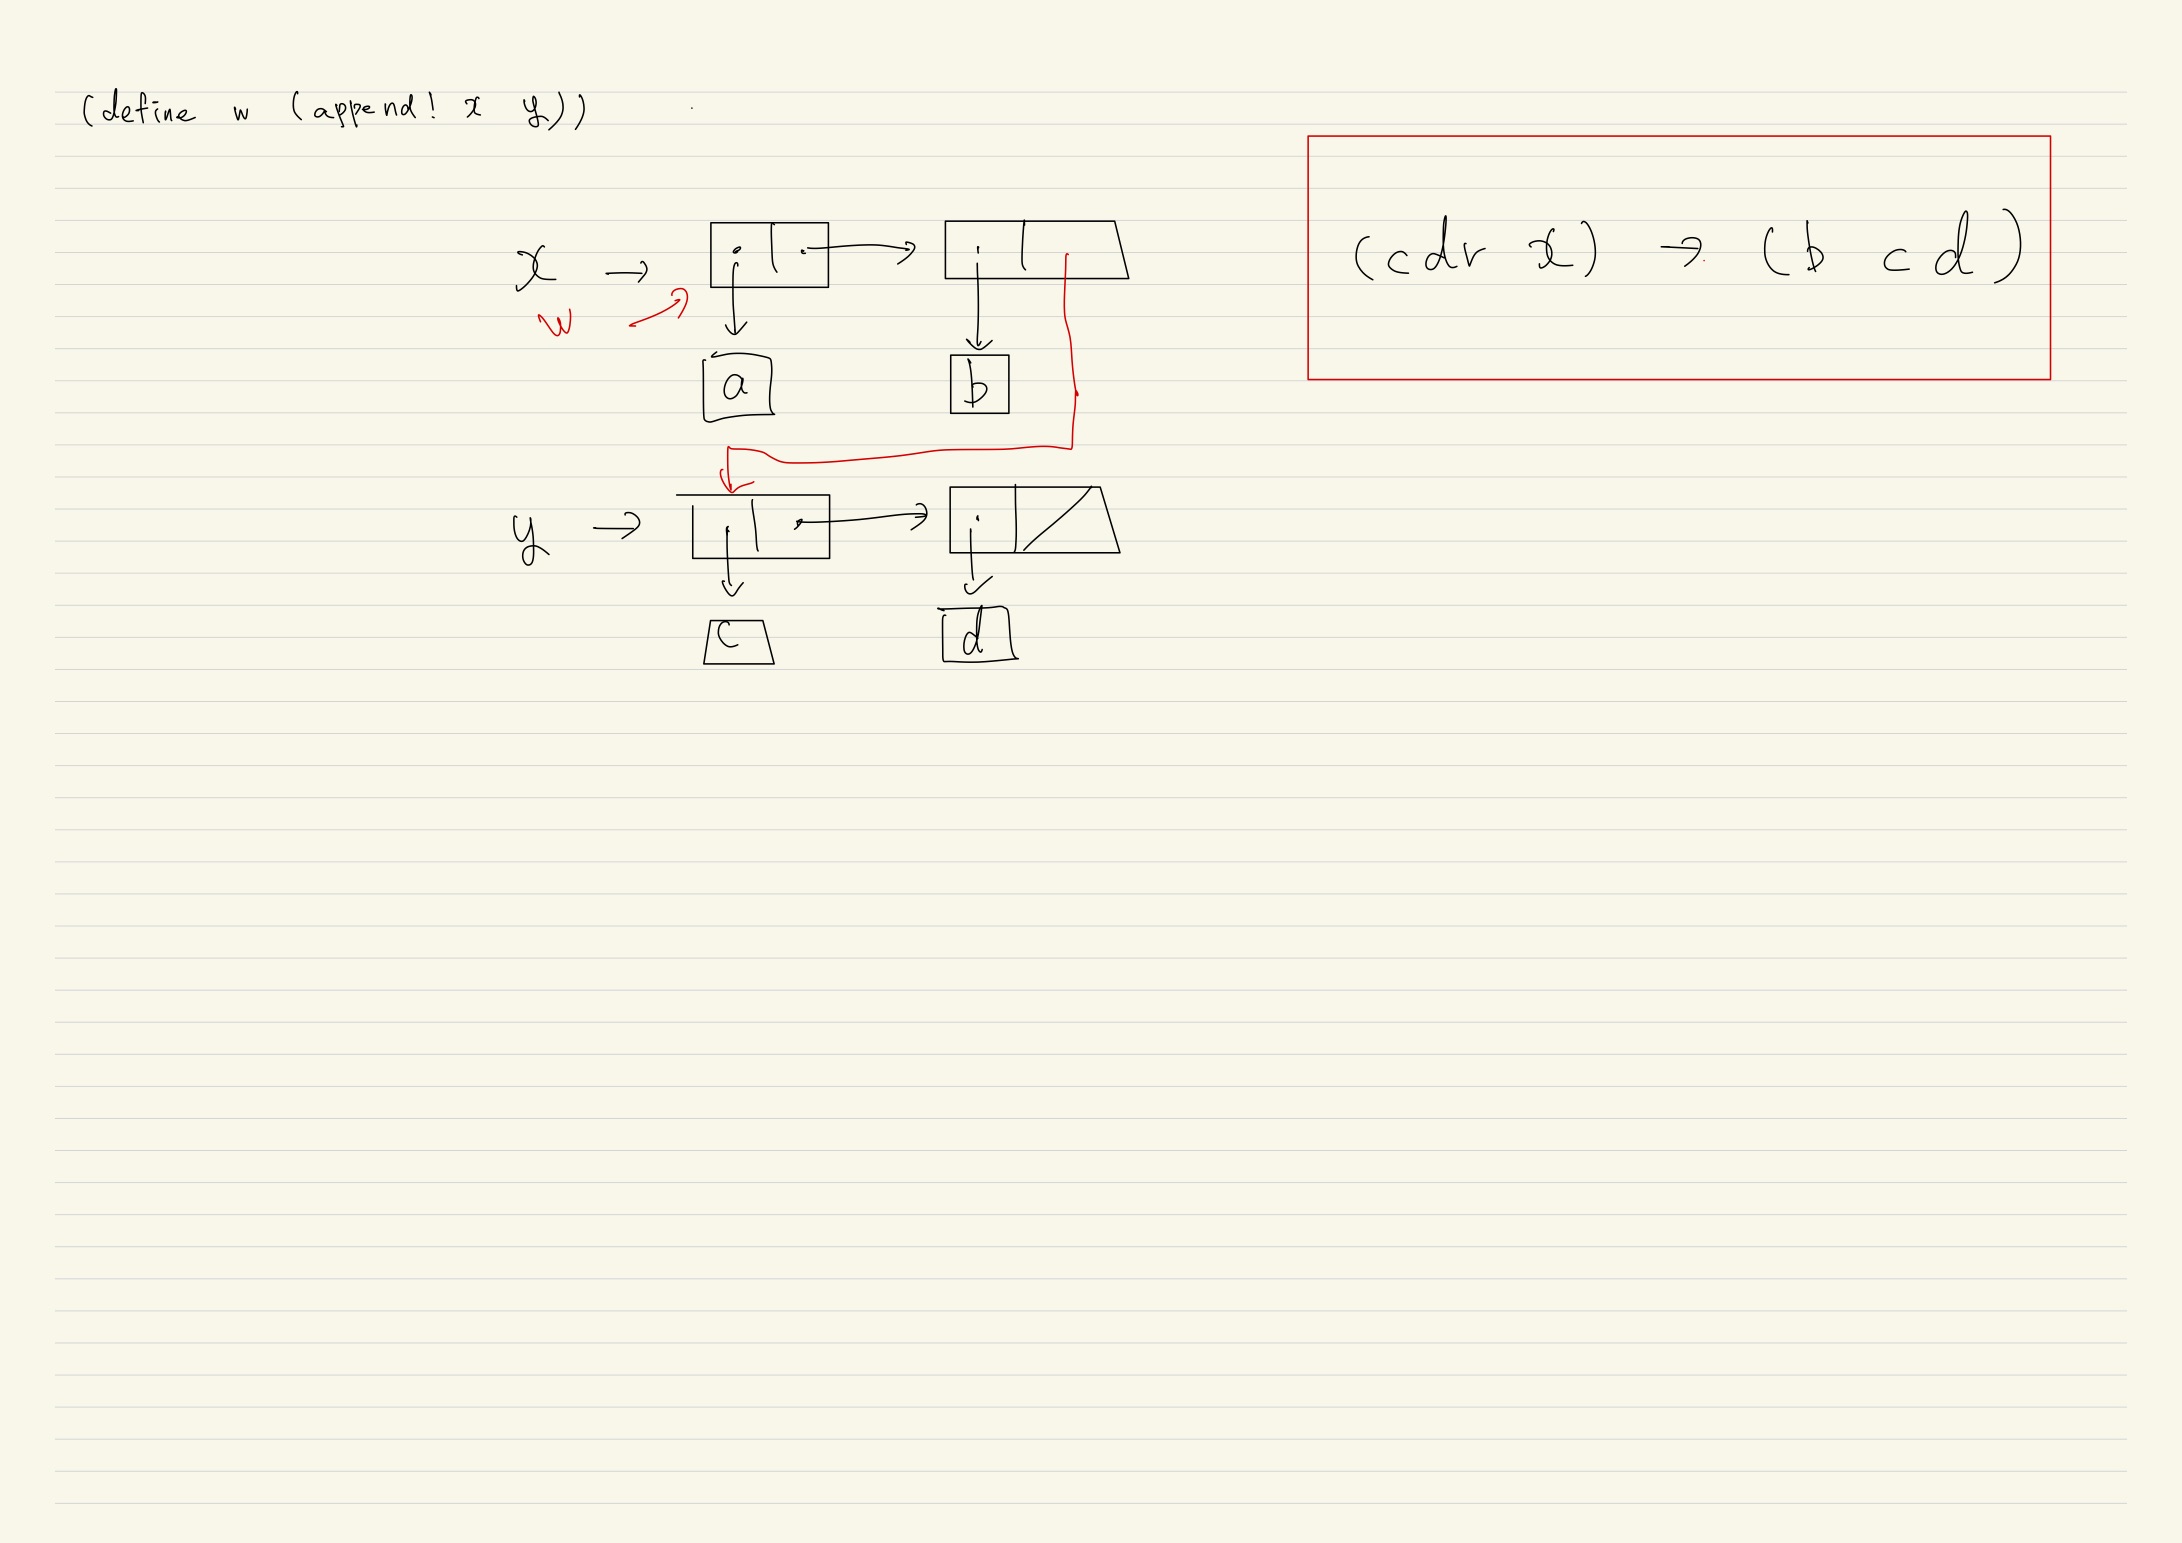 (define w (append! x y))
(cdr x) → (b c d)
x →
w
a
b
y →
c
d